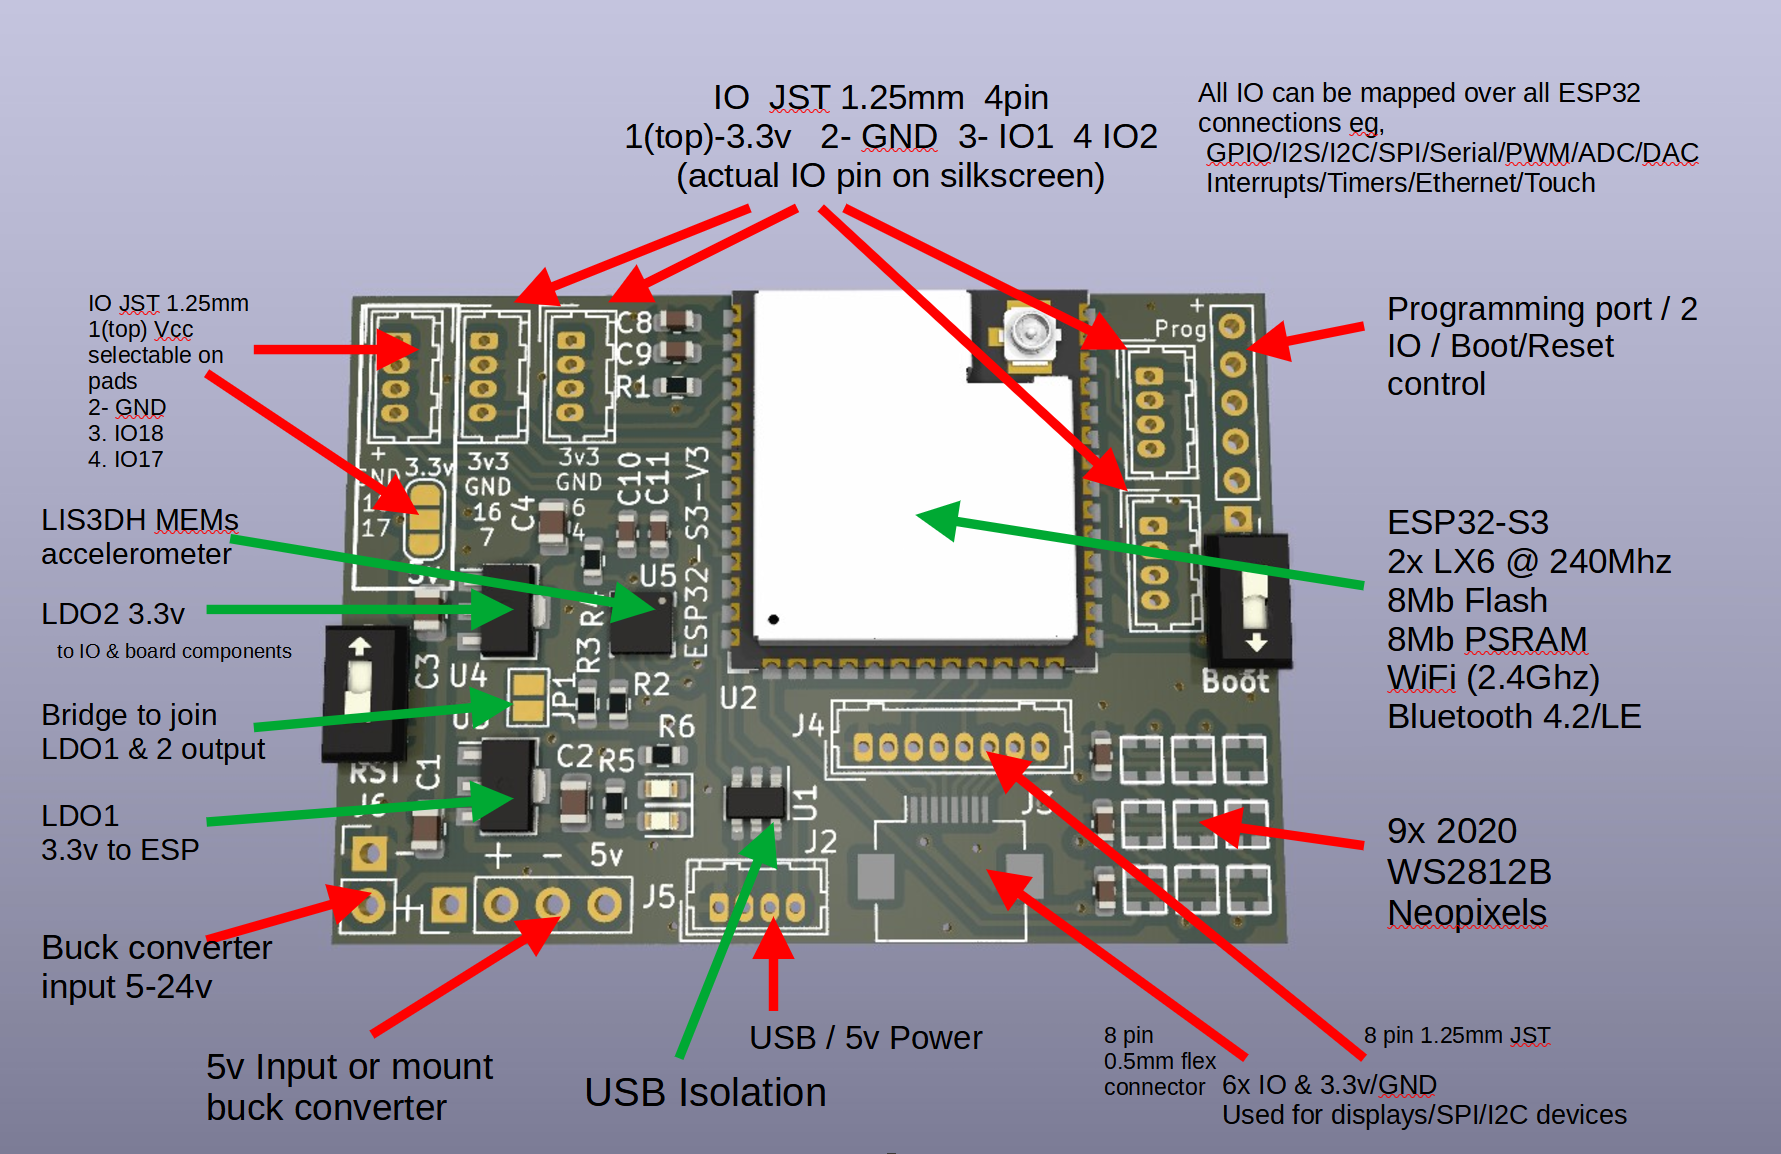 IO JST 1.25mm 4pin
1(top)-3.3v 2- GND 3- IO1 4 IO2
(actual IO pin on silkscreen)
All IO can be mapped over all ESP32
connections eg,
GPIO/I2S/I2C/SPI/Serial/PWM/ADC/DAC
Interrupts/Timers/Ethernet/Touch
IO JST 1.25mm
1(top) Vcc
selectable on
pads
2- GND
3. IO18
4. IO17
LIS3DH MEMs
accelerometer
LDO2 3.3v
to IO & board components
Bridge to join
LDO1 & 2 output
LDO1
3.3v to ESP
Buck converter
input 5-24v
5v Input or mount
buck converter
USB Isolation
USB / 5v Power
8 pin
0.5mm flex
connector
8 pin 1.25mm JST
6x IO & 3.3v/GND
Used for displays/SPI/I2C devices
Programming port / 2
IO / Boot/Reset
control
ESP32-S3
2x LX6 @ 240Mhz
8Mb Flash
8Mb PSRAM
WiFi (2.4Ghz)
Bluetooth 4.2/LE
9x 2020
WS2812B
Neopixels
C8
C9
R1
+
Prog
+
3.3v
17
3v3
GND
16
7
3v3
GND
6
4
C4
C10
C11
ESP32-S3-V3
U5
R4
R3
C3
U4
JP1
R2
U2
R6
J4
RST
J6
C1
C2
R5
U1
J3
J2
Boot
-
+ - 5v
+
J5